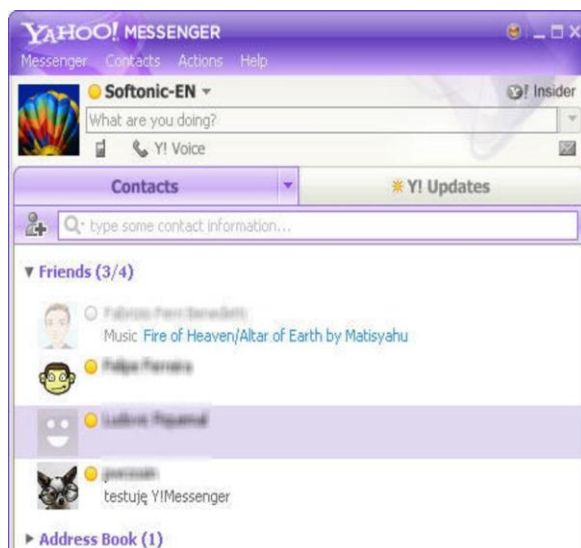 YAHOO! MESSENGER
Messenger Contacts Actions Help
Softonic-EN
Y! Insider
What are you doing?
Y! Voice
Contacts
Y! Updates
type some contact information...
Friends (3/4)
Music Fire of Heaven/Altar of Earth by Matisyahu
testuję Y!Messenger
Address Book (1)